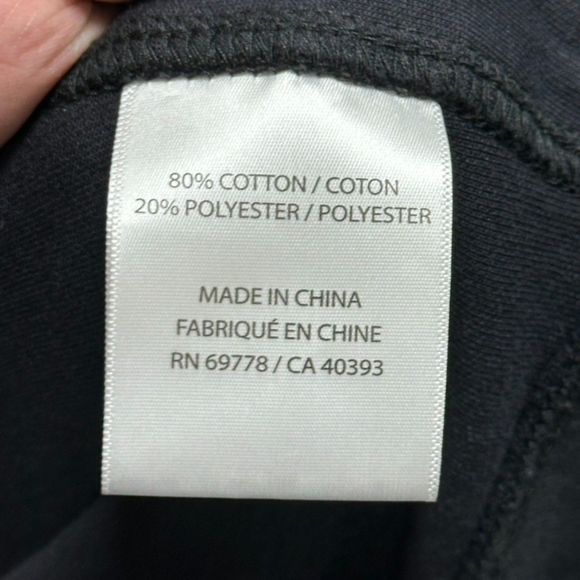 80% COTTON / COTON
20% POLYESTER / POLYESTER
MADE IN CHINA
FABRIQUÉ EN CHINE
RN 69778 / CA 40393